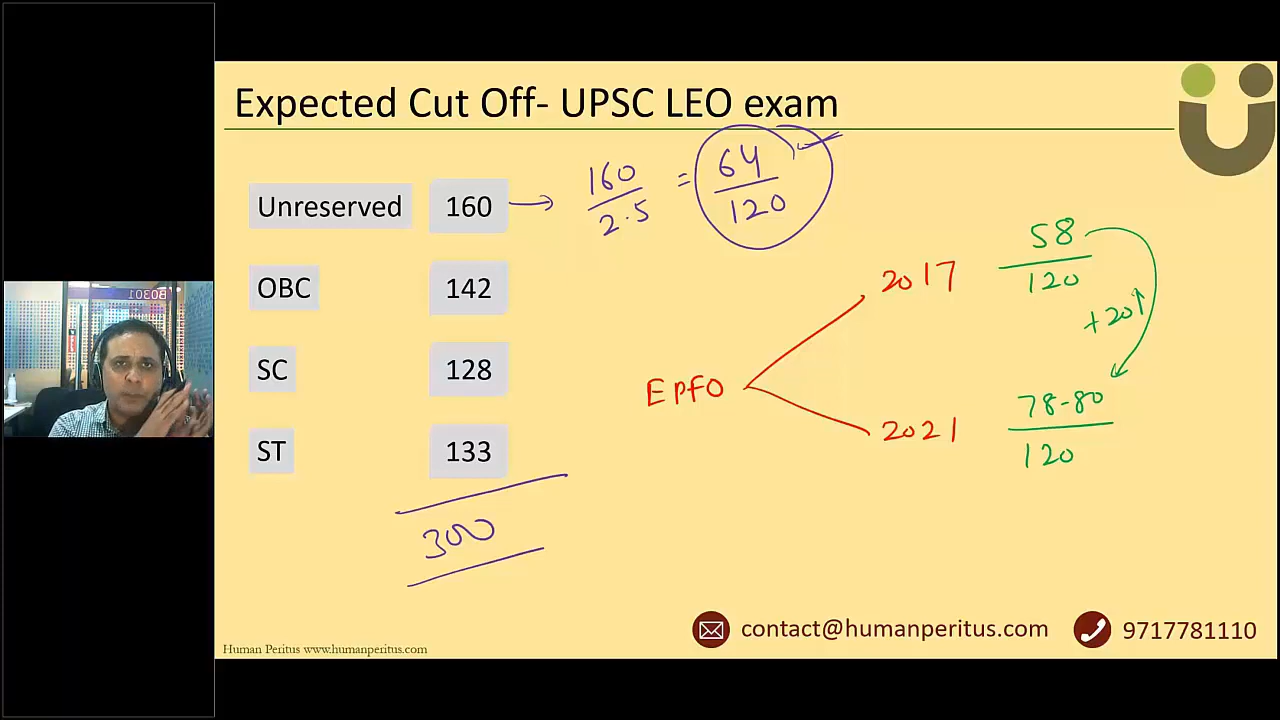 Expected Cut Off- UPSC LEO exam
Unreserved 160 → 160/2.5 = 64/120
OBC 142
SC 128
ST 133
300
EPFO
2017 58/120
+20↑
2021 78-80/120
B0301
contact@humanperitus.com 9717781110
Human Peritus www.humanperitus.com